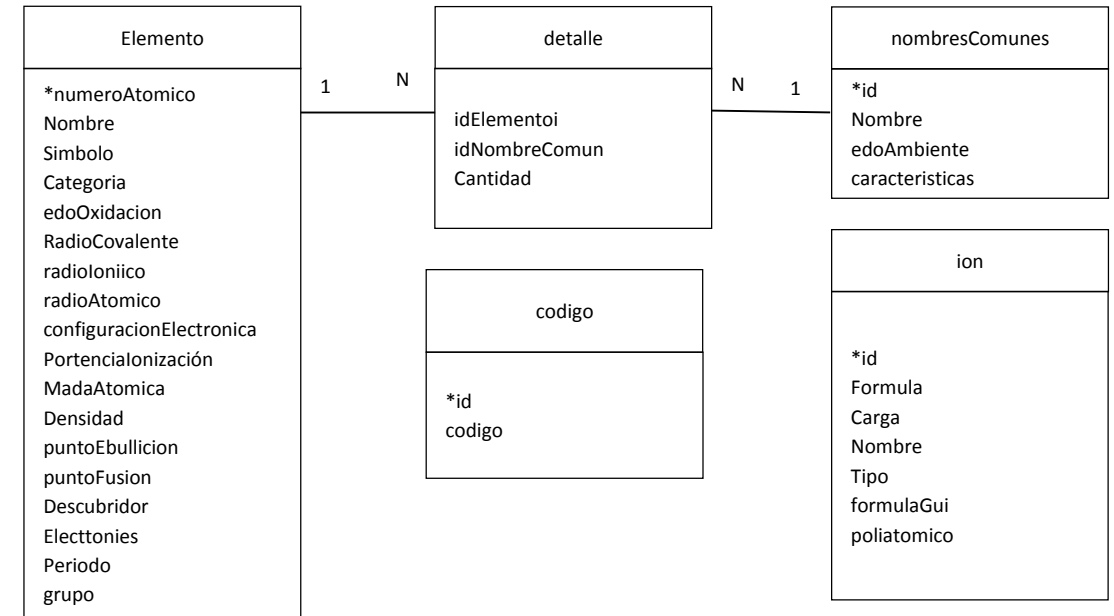 Elemento
*numeroAtomico
Nombre
Simbolo
Categoria
edoOxidacion
RadioCovalente
radioIoniico
radioAtomico
configuracionElectronica
PortenciaIonización
MadaAtomica
Densidad
puntoEbullicion
puntoFusion
Descubridor
Electtonies
Periodo
grupo
1
N
detalle
idElementoi
idNombreComun
Cantidad
N
1
nombresComunes
*id
Nombre
edoAmbiente
caracteristicas
codigo
*id
codigo
ion
*id
Formula
Carga
Nombre
Tipo
formulaGui
poliatomico